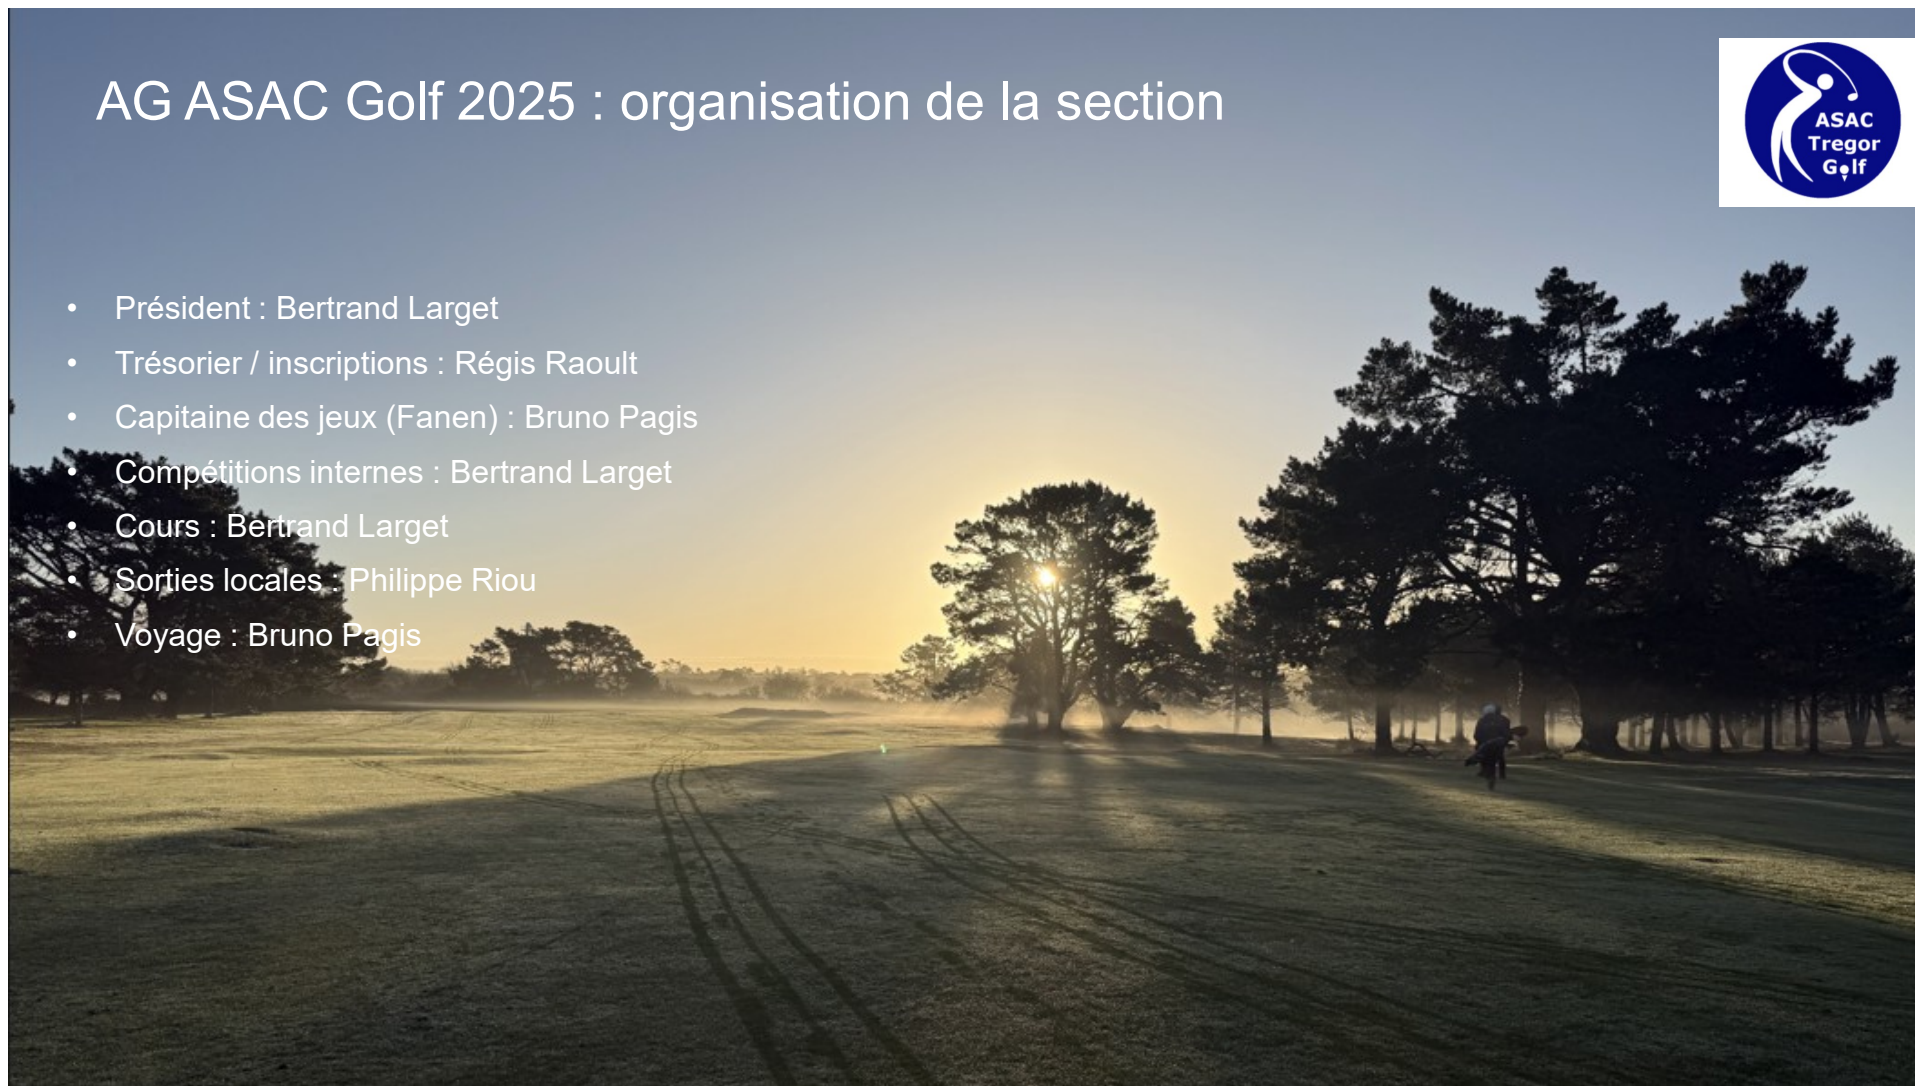 AG ASAC Golf 2025 : organisation de la section
ASAC
Tregor
Golf
• Président : Bertrand Larget
• Trésorier / inscriptions : Régis Raoult
• Capitaine des jeux (Fanen) : Bruno Pagis
• Compétitions internes : Bertrand Larget
• Cours : Bertrand Larget
• Sorties locales : Philippe Riou
• Voyage : Bruno Pagis